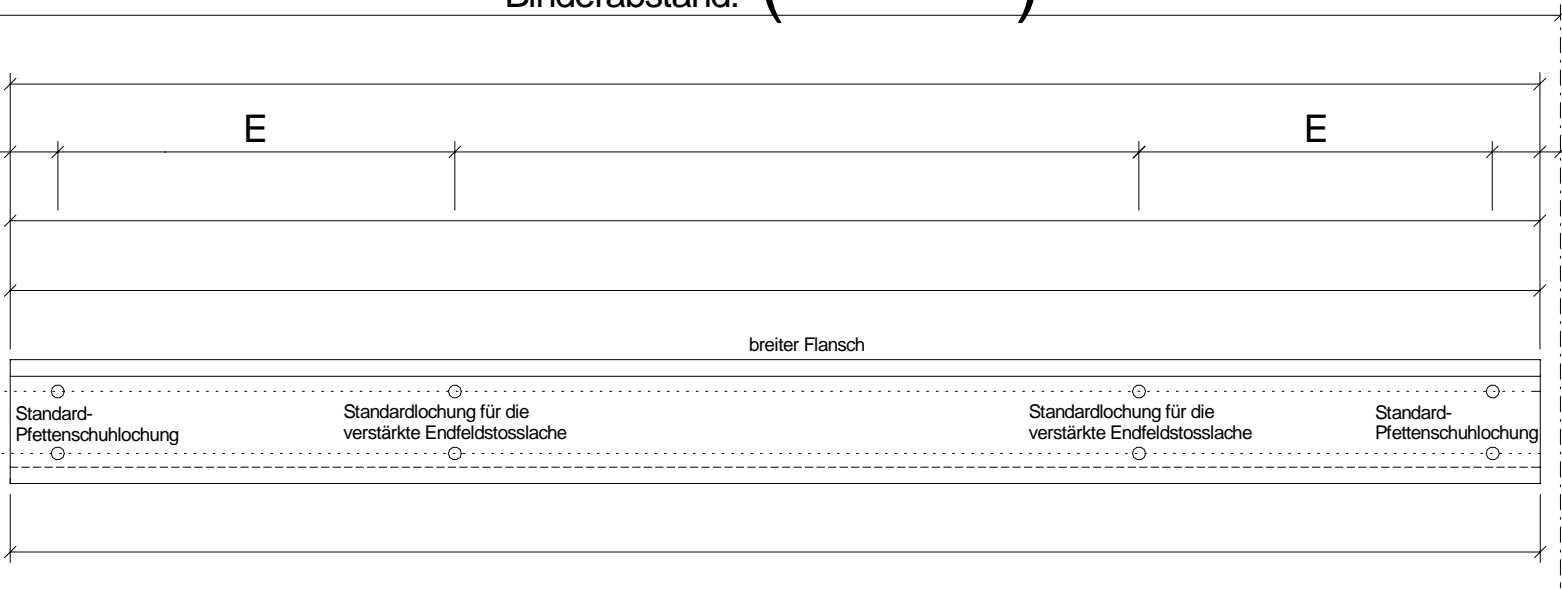 Binderabstand: ( )
E
E
breiter Flansch
Standard-
Pfettenschuhlochung
Standardlochung für die
verstärkte Endfeldstosslache
Standardlochung für die
verstärkte Endfeldstosslache
Standard-
Pfettenschuhlochung